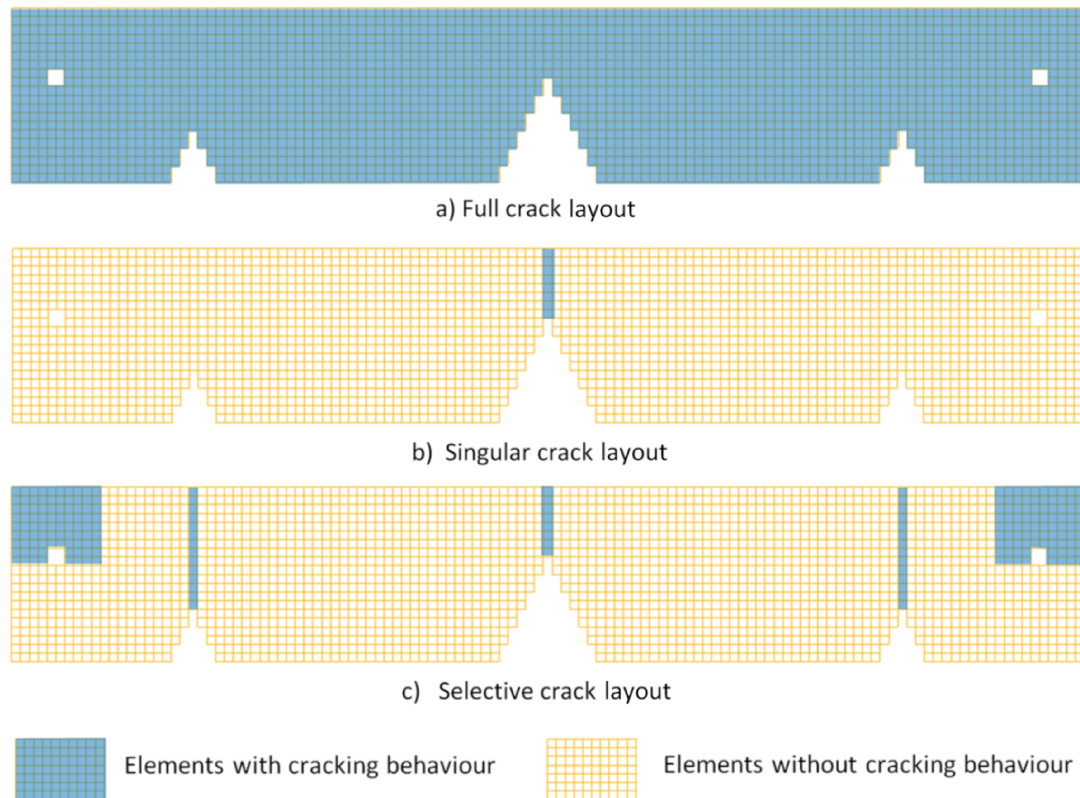 a) Full crack layout
b) Singular crack layout
c) Selective crack layout
Elements with cracking behaviour
Elements without cracking behaviour